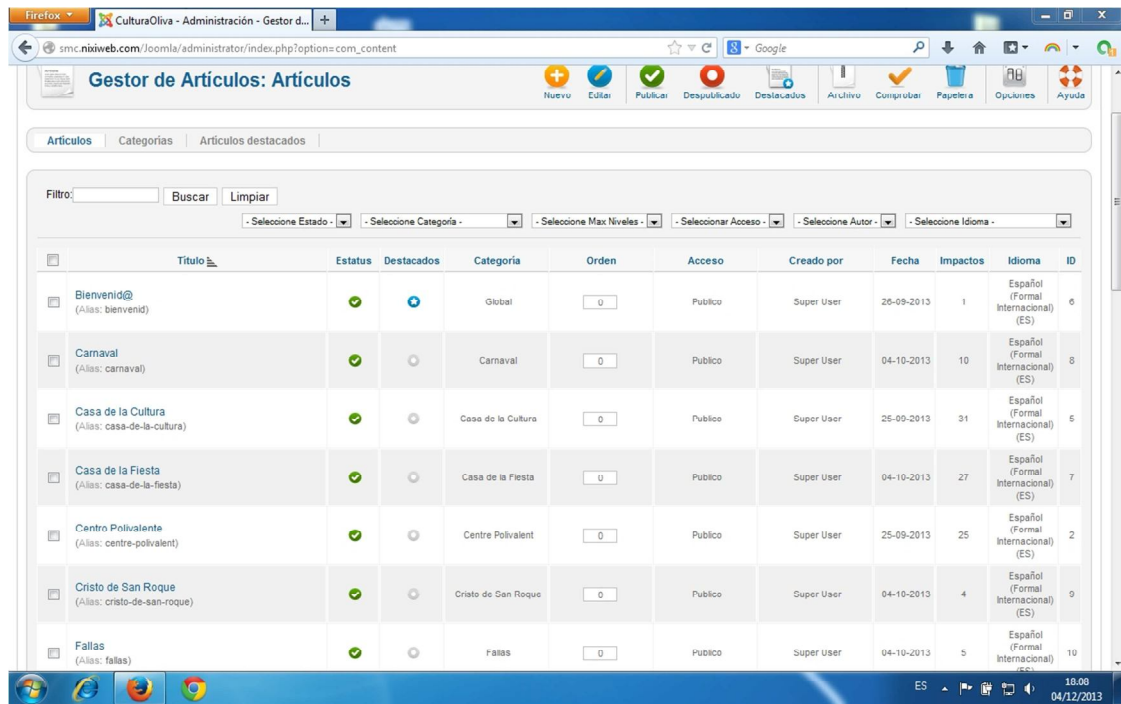 Firefox
CulturaOliva - Administración - Gestor d...
smc.nixiweb.com/Joomla/administrator/index.php?option=com_content
Google
Gestor de Artículos: Artículos
Nuevo Editar Publicar Despublicado Destacados Archivo Comprobar Papelera Opciones Ayuda
Artículos Categorías Artículos destacados
Filtro: Buscar Limpiar
- Seleccione Estado - - Seleccione Categoría - - Seleccione Max Niveles - - Seleccionar Acceso - - Seleccione Autor - - Seleccione Idioma -
Título Estatus Destacados Categoría Orden Acceso Creado por Fecha Impactos Idioma ID
Bienvenid@
(Alias: bienvenid)
Global 0 Publico Super User 26-09-2013 1 Español (Formal Internacional) (ES) 6
Carnaval
(Alias: carnaval)
Carnaval 0 Publico Super User 04-10-2013 10 Español (Formal Internacional) (ES) 8
Casa de la Cultura
(Alias: casa-de-la-cultura)
Casa de la Cultura 0 Publico Super User 25-09-2013 31 Español (Formal Internacional) (ES) 5
Casa de la Fiesta
(Alias: casa-de-la-fiesta)
Casa de la Fiesta 0 Publico Super User 04-10-2013 27 Español (Formal Internacional) (ES) 7
Centro Polivalente
(Alias: centre-polivalent)
Centre Polivalent 0 Publico Super User 25-09-2013 25 Español (Formal Internacional) (ES) 2
Cristo de San Roque
(Alias: cristo-de-san-roque)
Cristo de San Roque 0 Publico Super User 04-10-2013 4 Español (Formal Internacional) (ES) 9
Fallas
(Alias: fallas)
Fallas 0 Publico Super User 04-10-2013 5 Español (Formal Internacional) (ES) 10
ES
18:08
04/12/2013